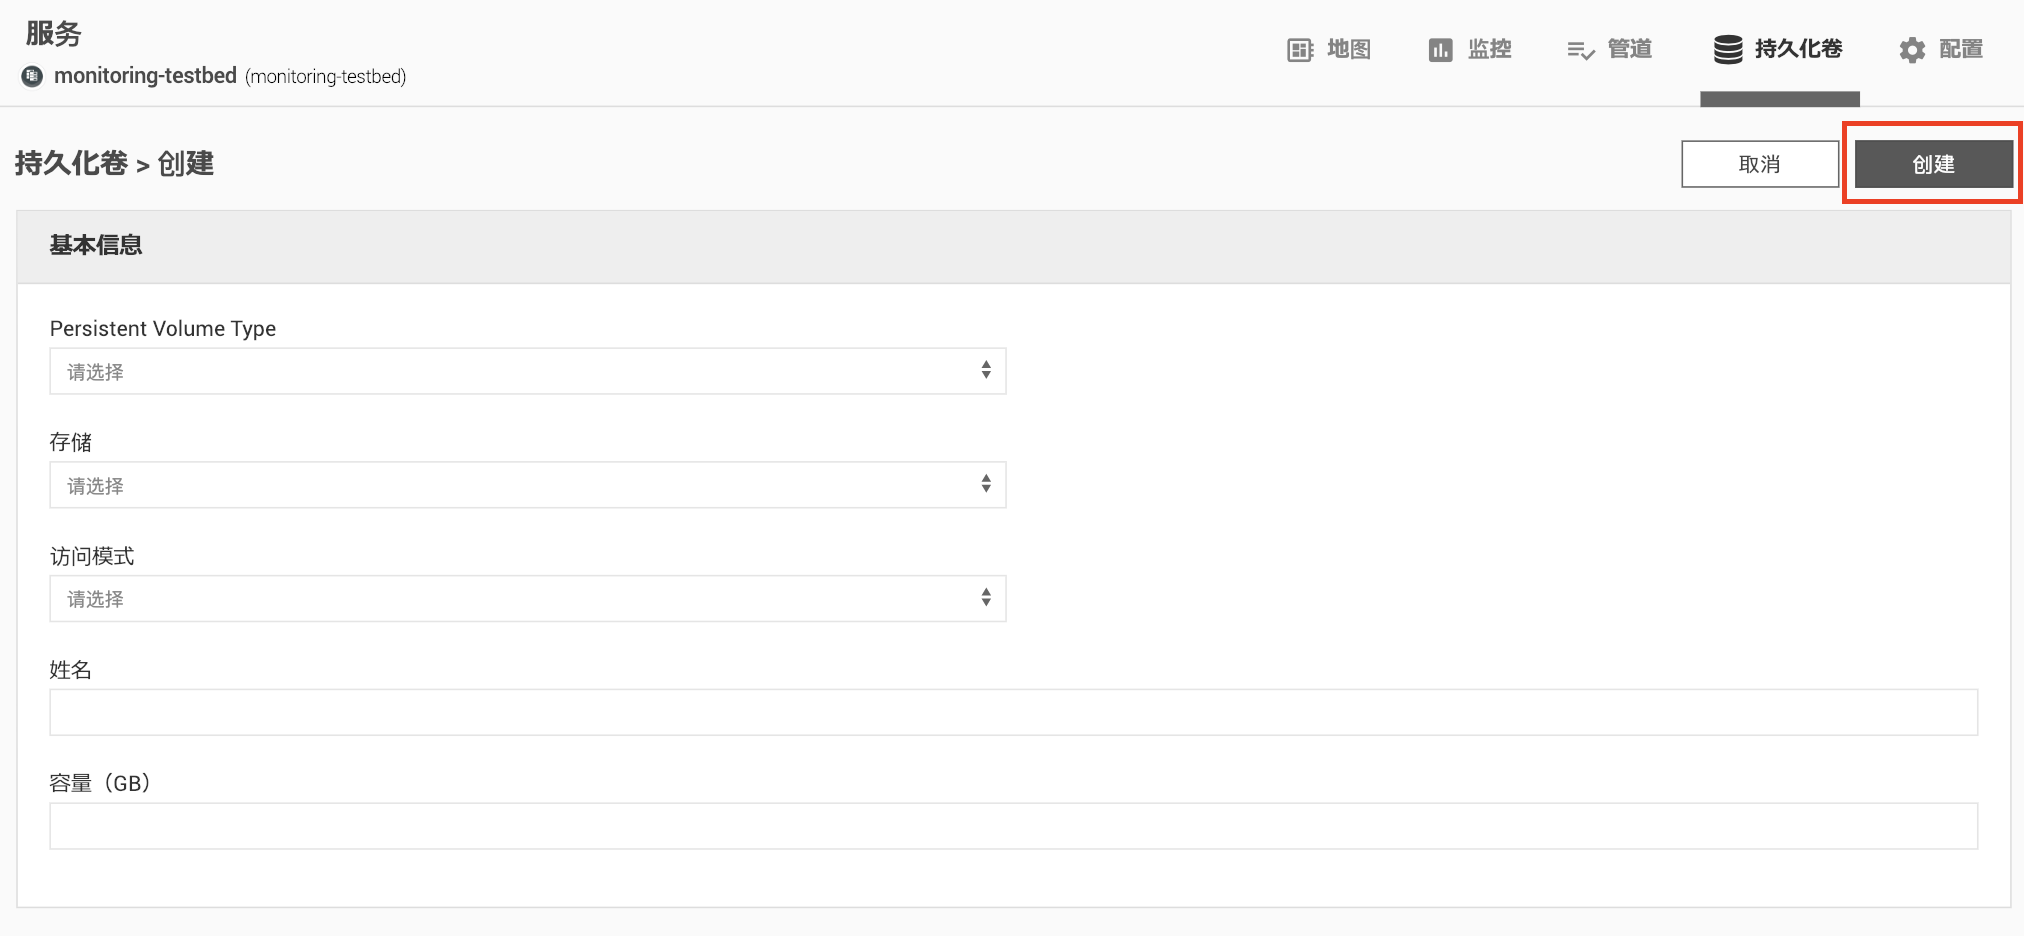 服务
monitoring-testbed (monitoring-testbed)
地图 监控 管道 持久化卷 配置
持久化卷 > 创建
取消 创建
基本信息
Persistent Volume Type
请选择
存储
请选择
访问模式
请选择
姓名
容量（GB）